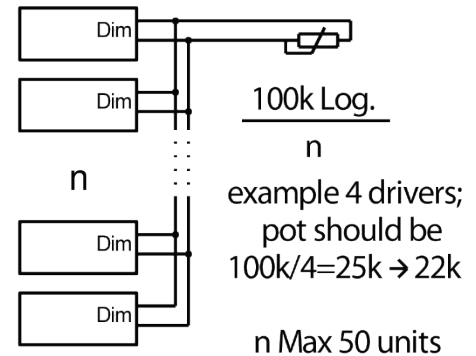 Dim
Dim
n
Dim
Dim
100k Log.
n
example 4 drivers;
pot should be
100k/4=25k → 22k
n Max 50 units